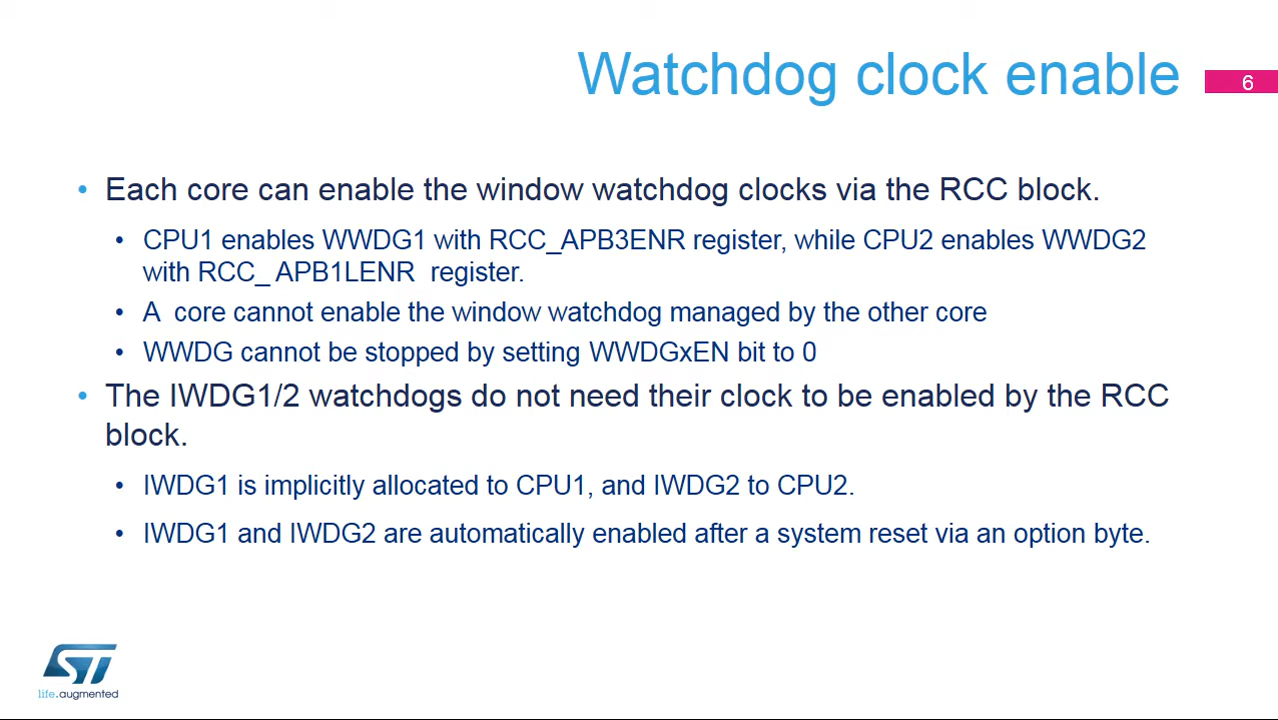 Watchdog clock enable
6
• Each core can enable the window watchdog clocks via the RCC block.
• CPU1 enables WWDG1 with RCC_APB3ENR register, while CPU2 enables WWDG2
with RCC_ APB1LENR register.
• A core cannot enable the window watchdog managed by the other core
• WWDG cannot be stopped by setting WWDGxEN bit to 0
• The IWDG1/2 watchdogs do not need their clock to be enabled by the RCC
block.
• IWDG1 is implicitly allocated to CPU1, and IWDG2 to CPU2.
• IWDG1 and IWDG2 are automatically enabled after a system reset via an option byte.
ST
life.augmented